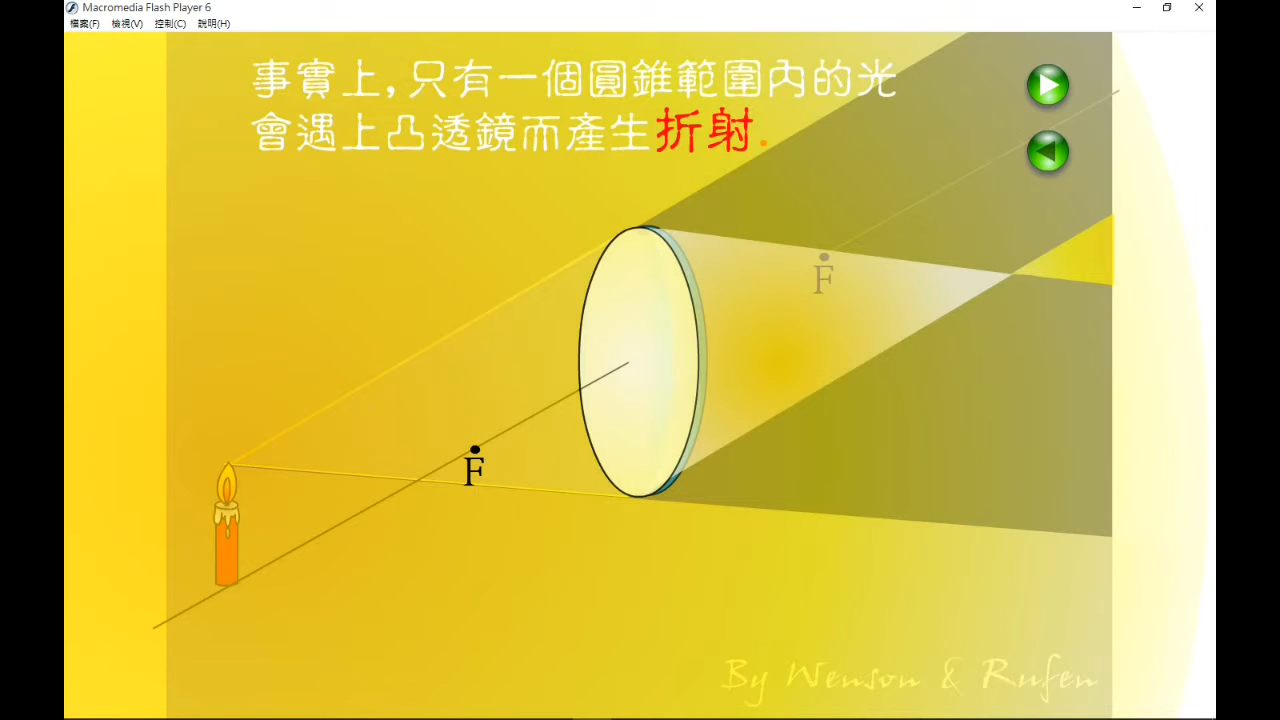 Macromedia Flash Player 6
檔案(F) 檢視(V) 控制(C) 說明(H)
事實上,只有一個圓錐範圍內的光
會遇上凸透鏡而產生折射.
F
F
By Wenson & Rufen